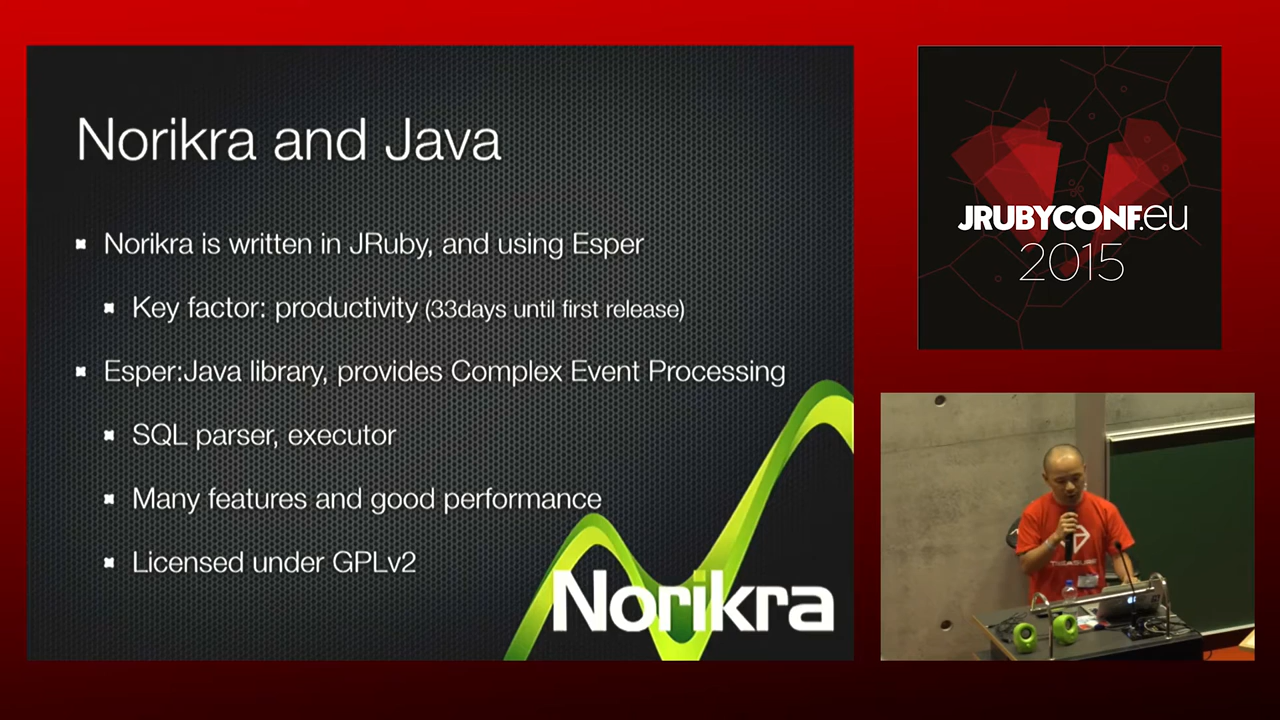 Norikra and Java
Norikra is written in JRuby, and using Esper
Key factor: productivity (33days until first release)
Esper:Java library, provides Complex Event Processing
SQL parser, executor
Many features and good performance
Licensed under GPLv2
Norikra
JRUBYCONF.eu
2015